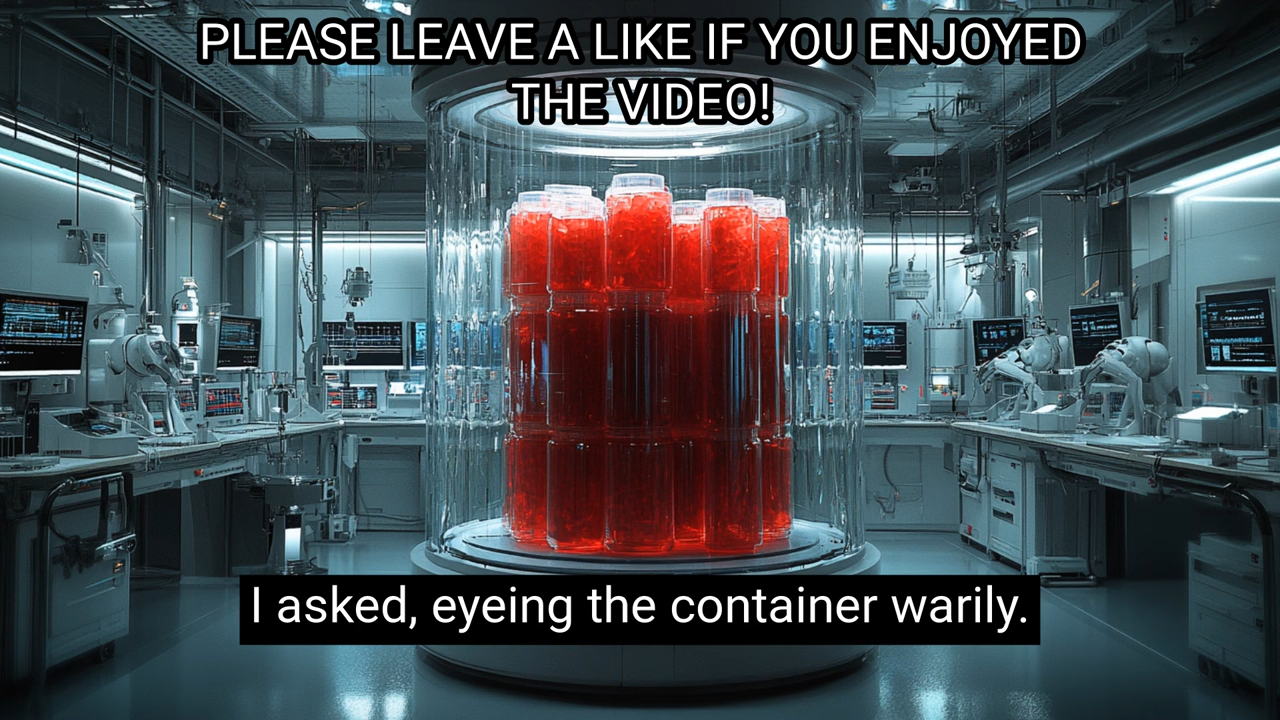 PLEASE LEAVE A LIKE IF YOU ENJOYED
THE VIDEO!
I asked, eyeing the container warily.